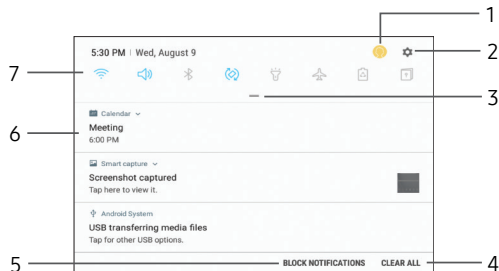 1
5:30 PM | Wed, August 9
2
7
3
Calendar
6
Meeting
6:00 PM
Smart capture
Screenshot captured
Tap here to view it.
Android System
USB transferring media files
Tap for other USB options.
5
BLOCK NOTIFICATIONS CLEAR ALL
4